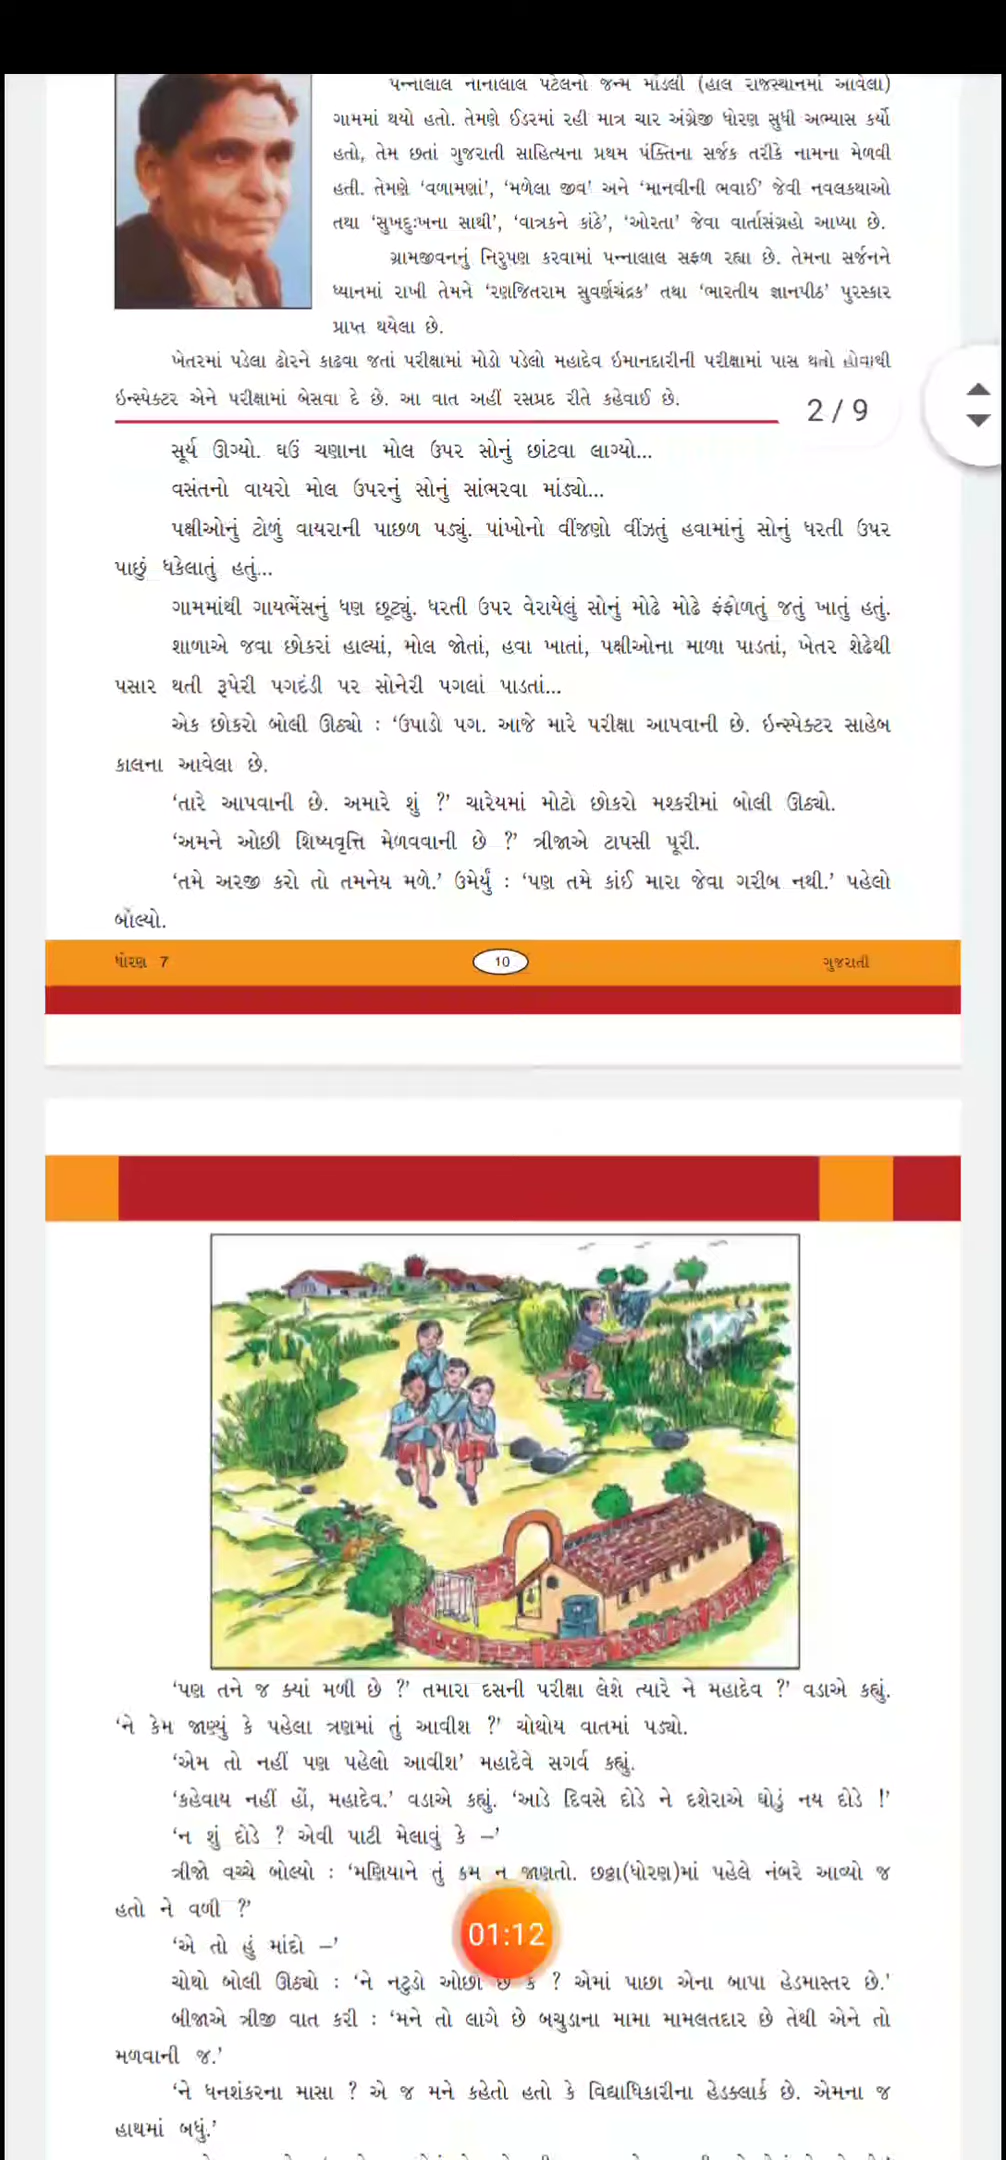 પન્નાલાલ નાનાલાલ પટેલનો જન્મ માંડલી (હાલ રાજસ્થાનમાં આવેલા)
ગામમાં થયો હતો. તેમણે ઈડરમાં રહી માત્ર ચાર અંગ્રેજી ધોરણ સુધી અભ્યાસ કર્યો
હતો, તેમ છતાં ગુજરાતી સાહિત્યના પ્રથમ પંક્તિના સર્જક તરીકે નામના મેળવી
હતી. તેમણે ‘વળામણાં’, ‘મળેલા જીવ’ અને ‘માનવીની ભવાઈ’ જેવી નવલકથાઓ
તથા ‘સુખદુઃખના સાથી’, ‘વાત્રકને કાંઠે’, ‘ઓરતા’ જેવા વાર્તાસંગ્રહો આપ્યા છે.
ગ્રામજીવનનું નિરુપણ કરવામાં પન્નાલાલ સફળ રહ્યા છે. તેમના સર્જનને
ધ્યાનમાં રાખી તેમને ‘રણજિતરામ સુવર્ણચંદ્રક’ તથા ‘ભારતીય જ્ઞાનપીઠ’ પુરસ્કાર
પ્રાપ્ત થયેલા છે.
ખેતરમાં પડેલા ઢોરને કાઢવા જતાં પરીક્ષામાં મોડો પડેલો મહાદેવ ઇમાનદારીની પરીક્ષામાં પાસ થતો હોવાથી
ઇન્સ્પેક્ટર એને પરીક્ષામાં બેસવા દે છે. આ વાત અહીં રસપ્રદ રીતે કહેવાઈ છે.
2 / 9
સૂર્ય ઊગ્યો. ઘઉં ચણાના મોલ ઉપર સોનું છાંટવા લાગ્યો...
વસંતનો વાયરો મોલ ઉપરનું સોનું સાંભરવા માંડ્યો...
પક્ષીઓનું ટોળું વાયરાની પાછળ પડ્યું. પાંખોનો વીંજણો વીંઝતું હવામાંનું સોનું ધરતી ઉપર
પાછું ધકેલાતું હતું...
ગામમાંથી ગાયભેંસનું ધણ છૂટ્યું. ધરતી ઉપર વેરાયેલું સોનું મોઢે મોઢે ફંફોળતું જતું ખાતું હતું.
શાળાએ જવા છોકરાં હાલ્યાં, મોલ જોતાં, હવા ખાતાં, પક્ષીઓના માળા પાડતાં, ખેતર શેઢેથી
પસાર થતી રૂપેરી પગદંડી પર સોનેરી પગલાં પાડતાં...
એક છોકરો બોલી ઊઠ્યો : ‘ઉપાડો પગ. આજે મારે પરીક્ષા આપવાની છે. ઇન્સ્પેક્ટર સાહેબ
કાલના આવેલા છે.
‘તારે આપવાની છે. અમારે શું ?’ ચારેયમાં મોટો છોકરો મશ્કરીમાં બોલી ઊઠ્યો.
‘અમને ઓછી શિષ્યવૃત્તિ મેળવવાની છે ?’ ત્રીજાએ ટાપસી પૂરી.
‘તમે અરજી કરો તો તમનેય મળે.’ ઉમેર્યું : ‘પણ તમે કાંઈ મારા જેવા ગરીબ નથી.’ પહેલો
બોલ્યો.
ધોરણ 7 10 ગુજરાતી
‘પણ તને જ ક્યાં મળી છે ?’ તમારા દસની પરીક્ષા લેશે ત્યારે ને મહાદેવ ?’ વડાએ કહ્યું.
‘ને કેમ જાણ્યું કે પહેલા ત્રણમાં તું આવીશ ?’ ચોથોય વાતમાં પડ્યો.
‘એમ તો નહીં પણ પહેલો આવીશ’ મહાદેવે સગર્વ કહ્યું.
‘કહેવાય નહીં હોં, મહાદેવ.’ વડાએ કહ્યું. ‘આડે દિવસે દોડે ને દશેરાએ ઘોડું નય દોડે !’
‘ન શું દોડે ? એવી પાટી મેલાવું કે –’
ત્રીજો વચ્ચે બોલ્યો : ‘મણિયાને તું કમ ન જાણતો. છઠ્ઠા(ધોરણ)માં પહેલે નંબરે આવ્યો જ
હતો ને વળી ?’
01:12
‘એ તો હું માંદો –’
ચોથો બોલી ઊઠ્યો : ‘ને નટુડો ઓછો છે કે ? એમાં પાછા એના બાપા હેડમાસ્તર છે.’
બીજાએ ત્રીજી વાત કરી : ‘મને તો લાગે છે બચુડાના મામા મામલતદાર છે તેથી એને તો
મળવાની જ.’
‘ને ધનશંકરના માસા ? એ જ મને કહેતો હતો કે વિદ્યાધિકારીના હેડક્લાર્ક છે. એમના જ
હાથમાં બધું.’